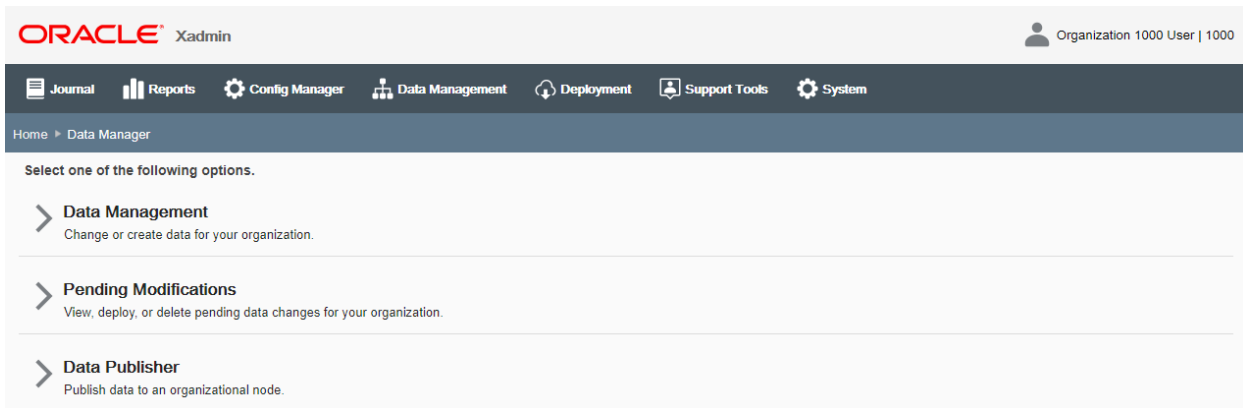 ORACLE® Xadmin
Organization 1000 User | 1000
Journal Reports Config Manager Data Management Deployment Support Tools System
Home Data Manager
Select one of the following options.
Data Management
Change or create data for your organization.
Pending Modifications
View, deploy, or delete pending data changes for your organization.
Data Publisher
Publish data to an organizational node.